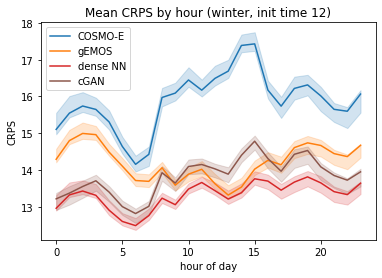 Mean CRPS by hour (winter, init time 12)
18
17
16
15
14
13
CRPS
COSMO-E
gEMOS
dense NN
cGAN
0
5
10
15
20
hour of day